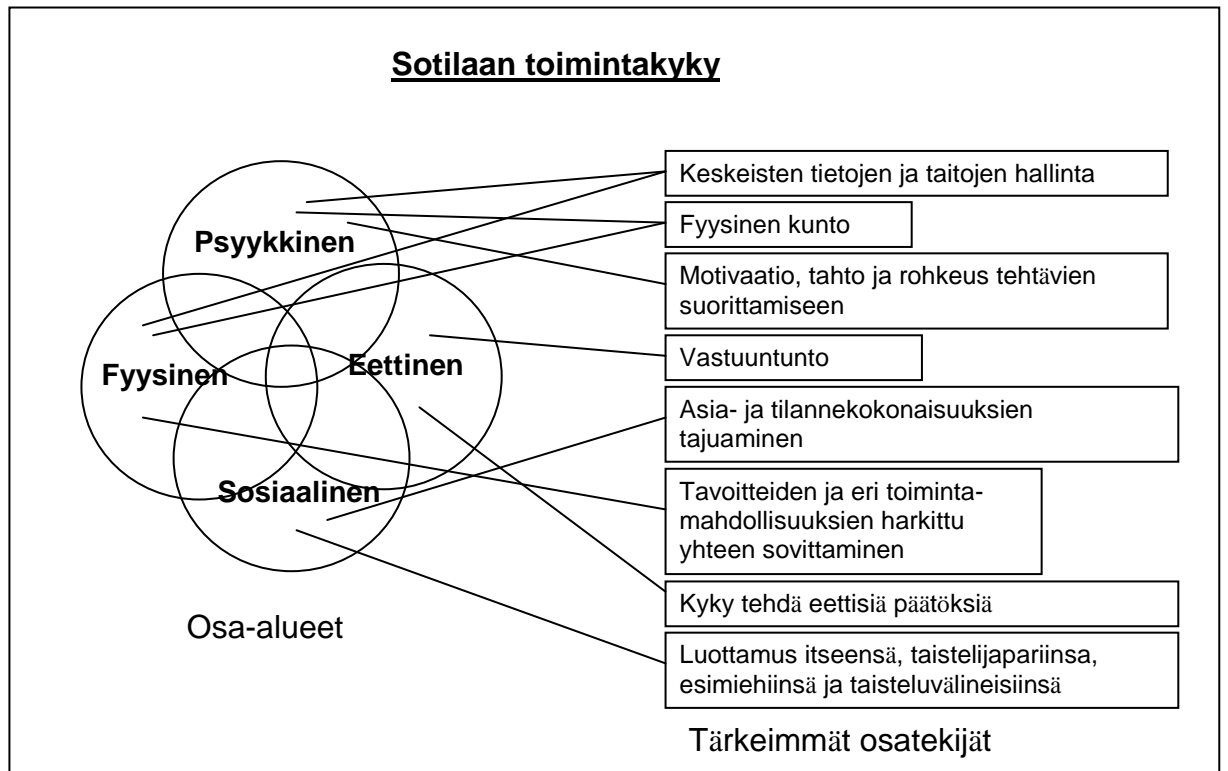 Sotilaan toimintakyky
Psyykkinen
Fyysinen
Eettinen
Sosiaalinen
Osa-alueet
Keskeisten tietojen ja taitojen hallinta
Fyysinen kunto
Motivaatio, tahto ja rohkeus tehtävien
suorittamiseen
Vastuuntunto
Asia- ja tilannekokonaisuuksien
tajuaminen
Tavoitteiden ja eri toiminta-
mahdollisuuksien harkittu
yhteen sovittaminen
Kyky tehdä eettisiä päätöksiä
Luottamus itseensä, taistelijapariinsa,
esimiehiinsä ja taisteluvälineisiinsä
Tärkeimmät osatekijät